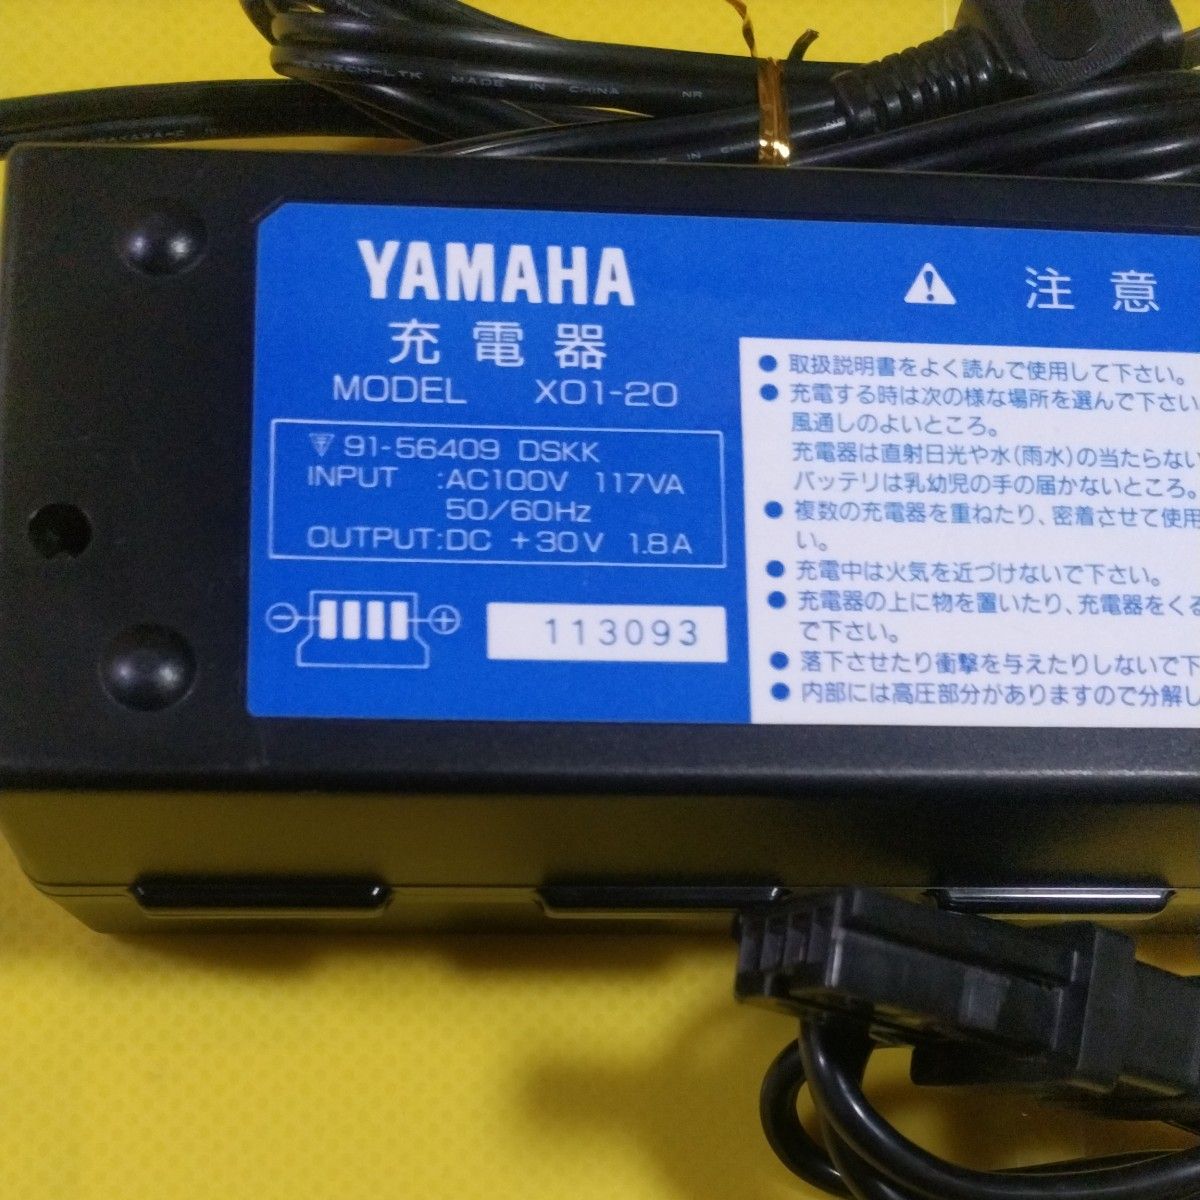 MADE IN CHINA NR
YAMAHA
充電器
MODEL X01-20
91-56409 DSKK
INPUT :AC100V 117VA
50/60Hz
OUTPUT:DC +30V 1.8A
113093
注意
● 取扱説明書をよく読んで使用して下さい。
● 充電する時は次の様な場所を選んで下さい
風通しのよいところ。
充電器は直射日光や水(雨水)の当たらない
バッテリは乳幼児の手の届かないところ。
● 複数の充電器を重ねたり、密着させて使用
い。
● 充電中は火気を近づけないで下さい。
● 充電器の上に物を置いたり、充電器をくる
で下さい。
● 落下させたり衝撃を与えたりしないで下
● 内部には高圧部分がありますので分解し